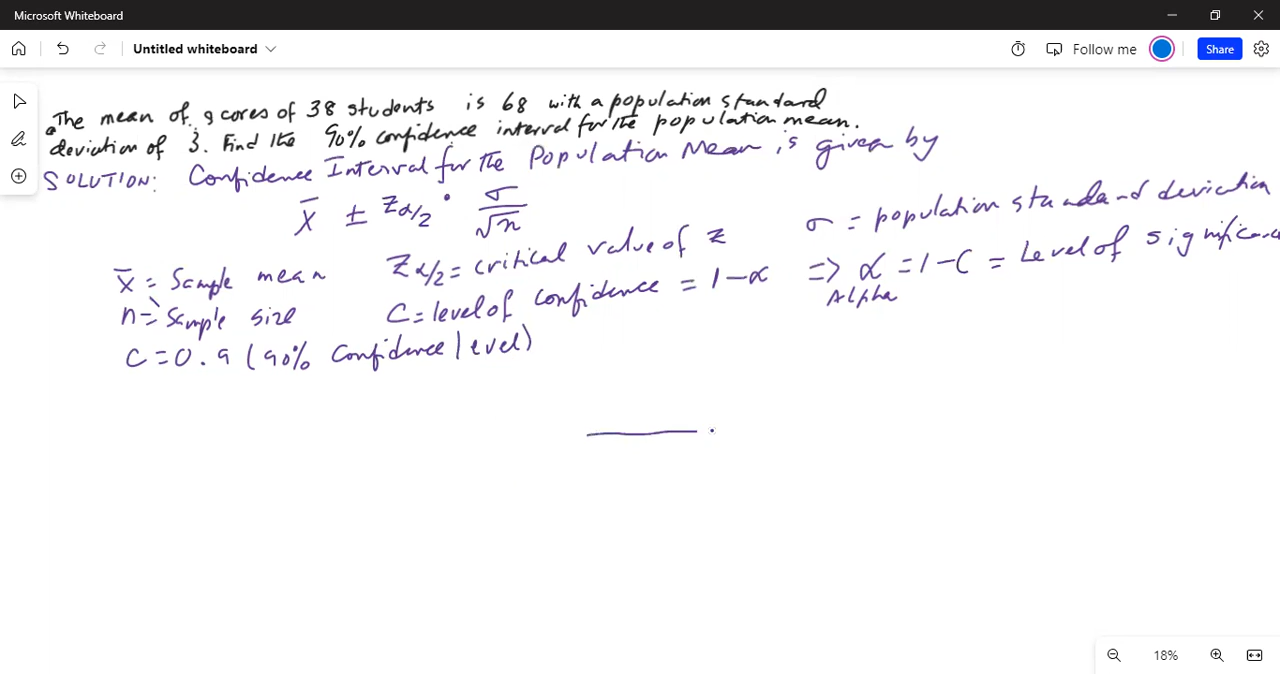 Microsoft Whiteboard
Untitled whiteboard
Follow me
Share
The mean of scores of 38 students is 68 with a population standard
deviation of 3. Find the 90% confidence interval for the population mean.
SOLUTION: Confidence Interval for the Population Mean is given by
x̄ ± Zα/2 · σ/√n
σ = population standard deviation
x̄ = Sample mean
Zα/2 = critical value of z
n = Sample size
C = level of confidence = 1-α => α = 1-C = Level of significance
Alpha
C = 0.9 (90% Confidence level)
18%